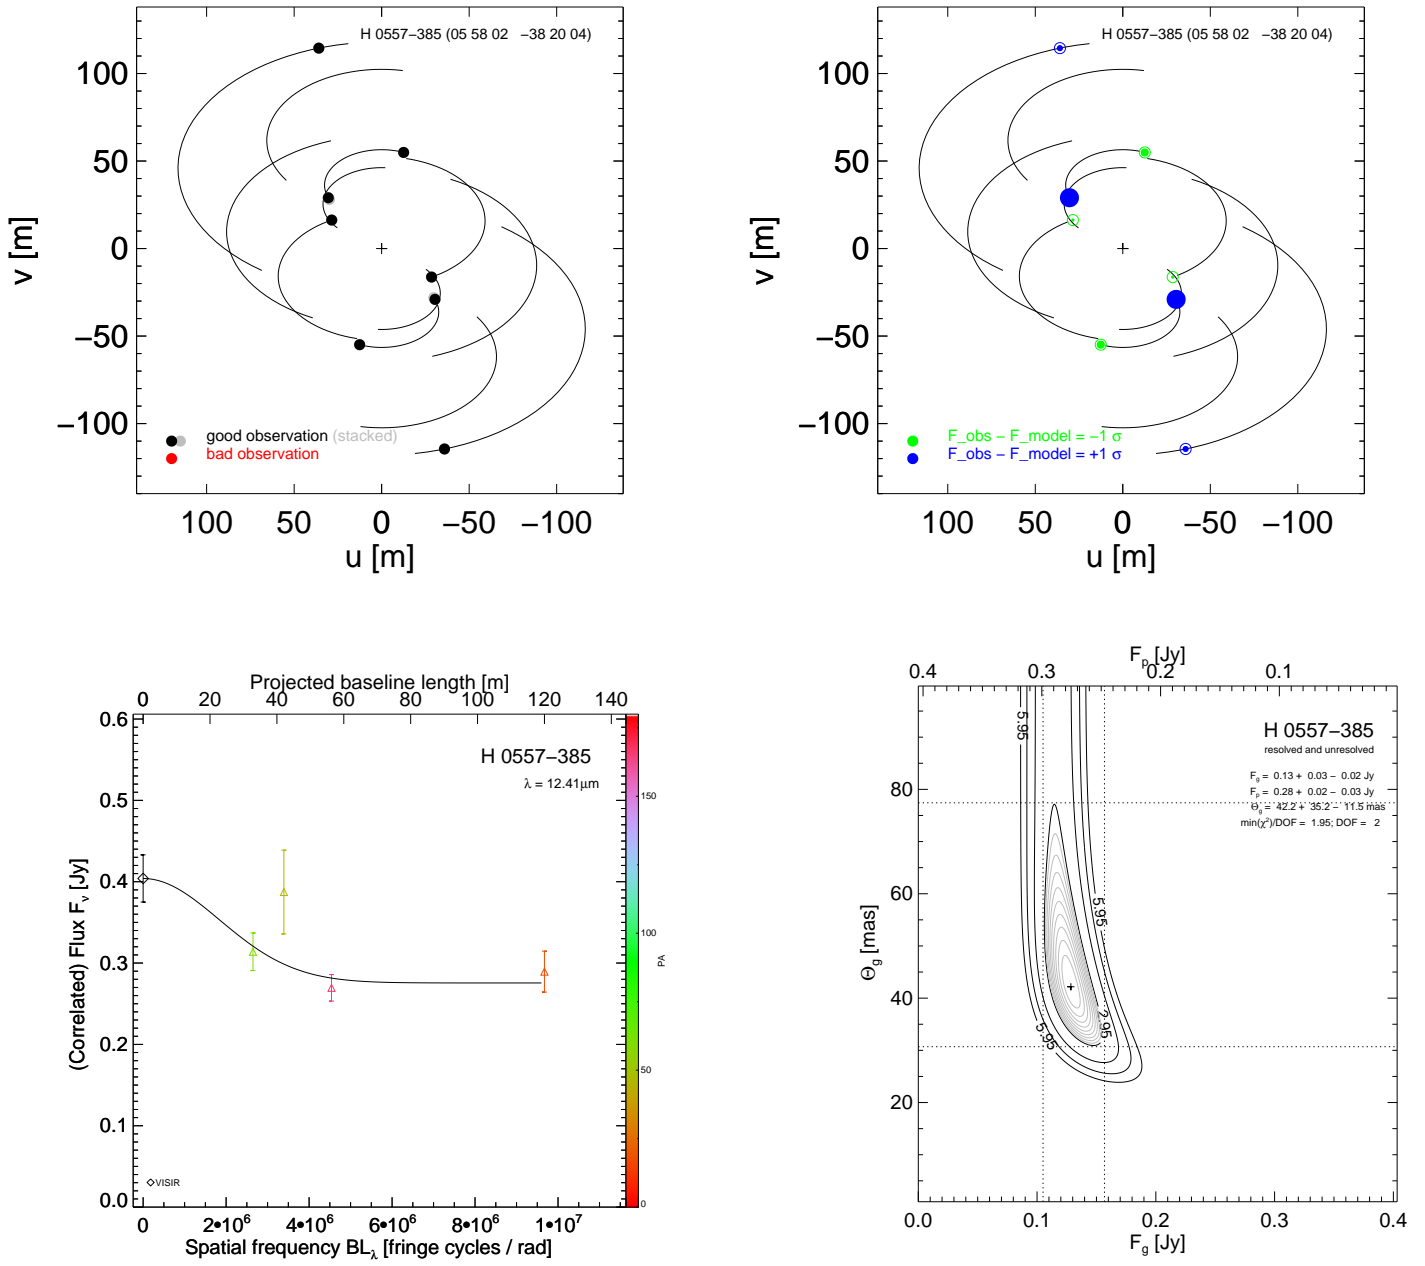 H 0557−385 (05 58 02 −38 20 04)
100
50
0
−50
−100
v [m]
good observation (stacked)
bad observation
100 50 0 −50 −100
u [m]
H 0557−385 (05 58 02 −38 20 04)
100
50
0
−50
−100
v [m]
F_obs − F_model = −1 σ
F_obs − F_model = +1 σ
100 50 0 −50 −100
u [m]
Projected baseline length [m]
0 20 40 60 80 100 120 140
H 0557−385
λ = 12.41μm
0.6
0.5
0.4
0.3
0.2
0.1
0.0
(Correlated) Flux Fν [Jy]
VISIR
150
100
50
0
PA
0 2•10⁶ 4•10⁶ 6•10⁶ 8•10⁶ 1•10⁷
Spatial frequency BLλ [fringe cycles / rad]
Fp [Jy]
0.4 0.3 0.2 0.1
H 0557−385
resolved and unresolved
Fg = 0.13 + 0.03 − 0.02 Jy
Fp = 0.28 + 0.02 − 0.03 Jy
Θg = 42.2 + 35.2 − 11.5 mas
min(χ²)/DOF = 1.95; DOF = 2
5.95
5.95
5.95
2.95
80
60
40
20
Θg [mas]
0.0 0.1 0.2 0.3 0.4
Fg [Jy]